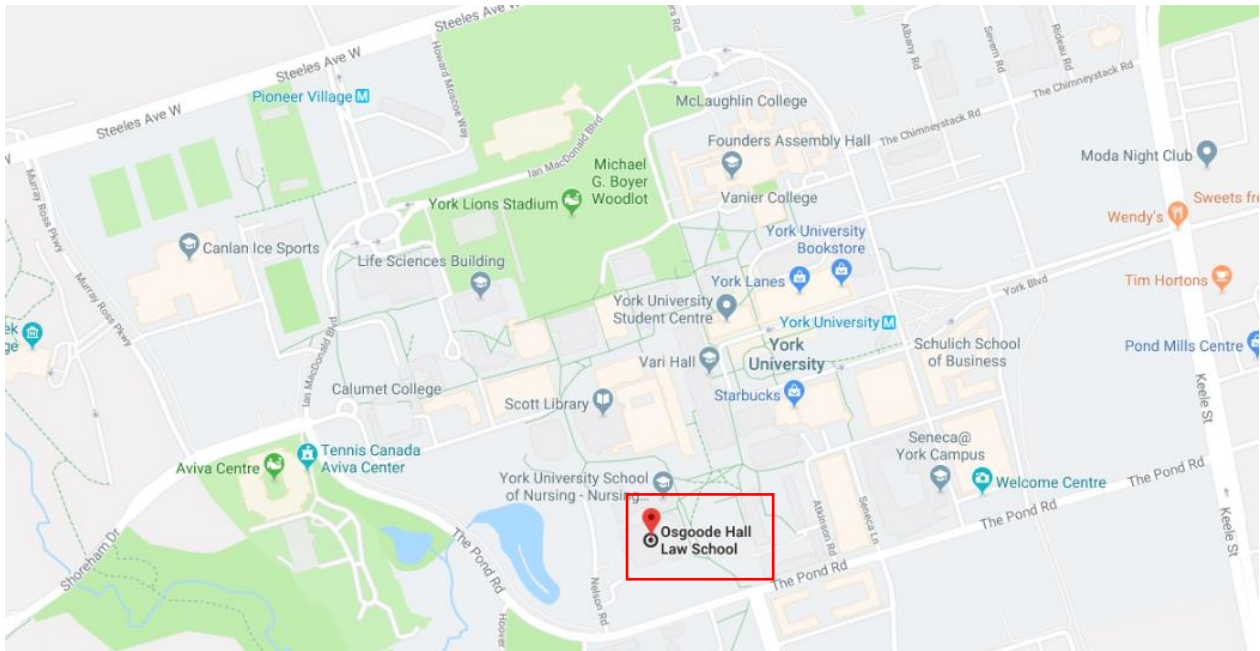 Steeles Ave W
Steeles Ave W
Steeles Ave W
Howard Moscoe Way
Albany Rd
Severn Rd
Rideau Rd
Pioneer Village M
McLaughlin College
The Chimneystack Rd
The Chimneystack Rd
Ian MacDonald Blvd
Founders Assembly Hall
Moda Night Club
Murray Ross Pkwy
Michael
G. Boyer
Woodlot
York Lions Stadium
Vanier College
Sweets fro
Wendy's
Canlan Ice Sports
York University
Bookstore
Life Sciences Building
Murray Ross Pkwy
York Lanes
Tim Hortons
York Blvd
York University
Student Centre
York University M
Ian MacDonald Blvd
York
University
Schulich School
of Business
Pond Mills Centre
Vari Hall
Calumet College
Starbucks
Keele St
Scott Library
Seneca@
York Campus
Tennis Canada
Aviva Center
Aviva Centre
York University School
of Nursing - Nursing...
Welcome Centre
The Pond Rd
The Pond Rd
Atkinson Rd
Seneca Ln
Keele St
Osgoode Hall
Law School
Shoreham Dr
The Pond Rd
The Pond Rd
Nelson Rd
Hoover